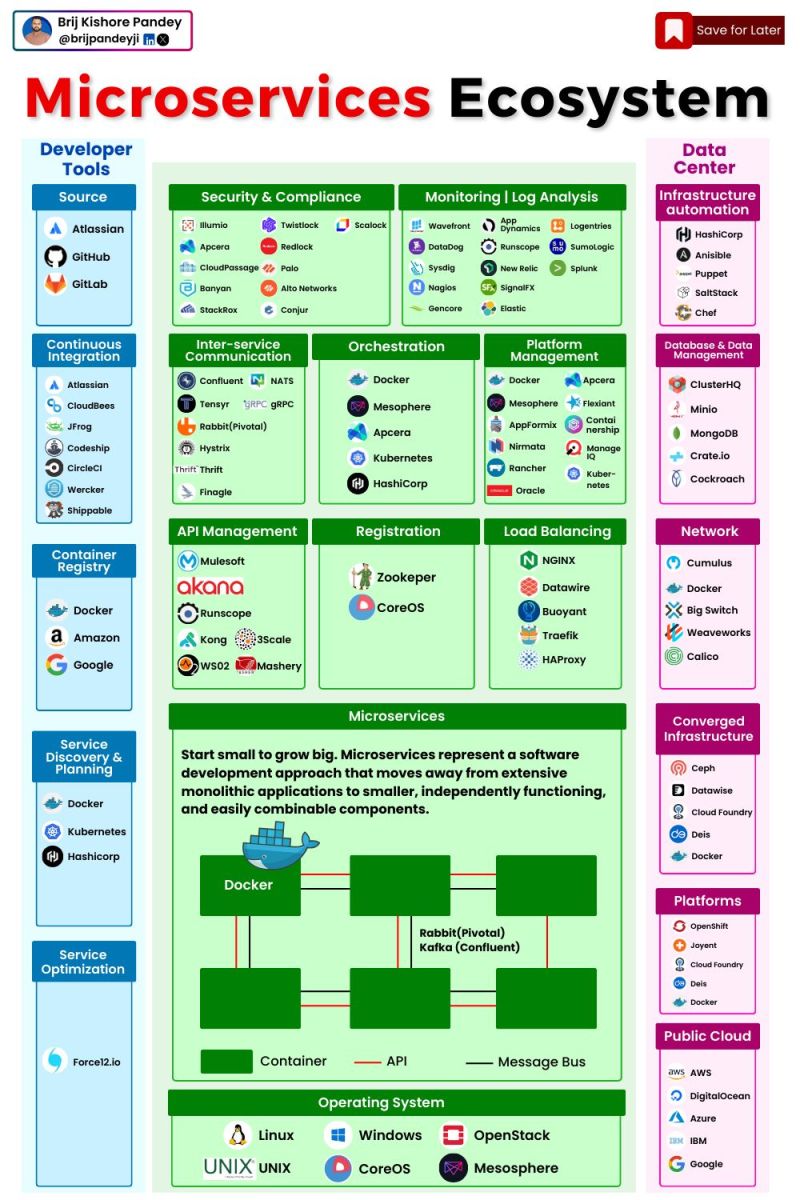 Brij Kishore Pandey
@brijpandeyji in X
Save for Later
Microservices Ecosystem
Developer
Tools
Source
Atlassian
GitHub
GitLab
Continuous
Integration
Atlassian
CloudBees
JFrog
Codeship
CircleCI
Wercker
Shippable
Container
Registry
Docker
Amazon
Google
Service
Discovery &
Planning
Docker
Kubernetes
Hashicorp
Service
Optimization
Force12.io
Security & Compliance
Illumio
Apcera
CloudPassage
Banyan
StackRox
Twistlock
Redlock
Palo
Alto Networks
Conjur
Scalock
Monitoring | Log Analysis
Wavefront
DataDog
Sysdig
Nagios
Gencore
App
Dynamics
Runscope
New Relic
SignalFX
Elastic
Logentries
SumoLogic
Splunk
Inter-service
Communication
Confluent
Tensyr
Rabbit(Pivotal)
Hystrix
Thrift Thrift
Finagle
NATS
gRPC gRPC
Orchestration
Docker
Mesophere
Apcera
Kubernetes
HashiCorp
Platform
Management
Docker
Mesophere
AppFormix
Nirmata
Rancher
Oracle
Apcera
Flexiant
Contai
nership
Manage
IQ
Kuber-
netes
API Management
Mulesoft
akana
Runscope
Kong
3Scale
WS02
Mashery
Registration
Zookeper
CoreOS
Load Balancing
NGINX
Datawire
Buoyant
Traefik
HAProxy
Microservices
Start small to grow big. Microservices represent a software
development approach that moves away from extensive
monolithic applications to smaller, independently functioning,
and easily combinable components.
Docker
Rabbit(Pivotal)
Kafka (Confluent)
Container
API
Message Bus
Operating System
Linux
Windows
OpenStack
UNIX UNIX
CoreOS
Mesosphere
Data
Center
Infrastructure
automation
HashiCorp
Anisible
Puppet
SaltStack
Chef
Database & Data
Management
ClusterHQ
Minio
MongoDB
Crate.io
Cockroach
Network
Cumulus
Docker
Big Switch
Weaveworks
Calico
Converged
Infrastructure
Ceph
Datawise
Cloud Foundry
Deis
Docker
Platforms
OpenShift
Joyent
Cloud Foundry
Deis
Docker
Public Cloud
aws AWS
DigitalOcean
Azure
IBM IBM
Google